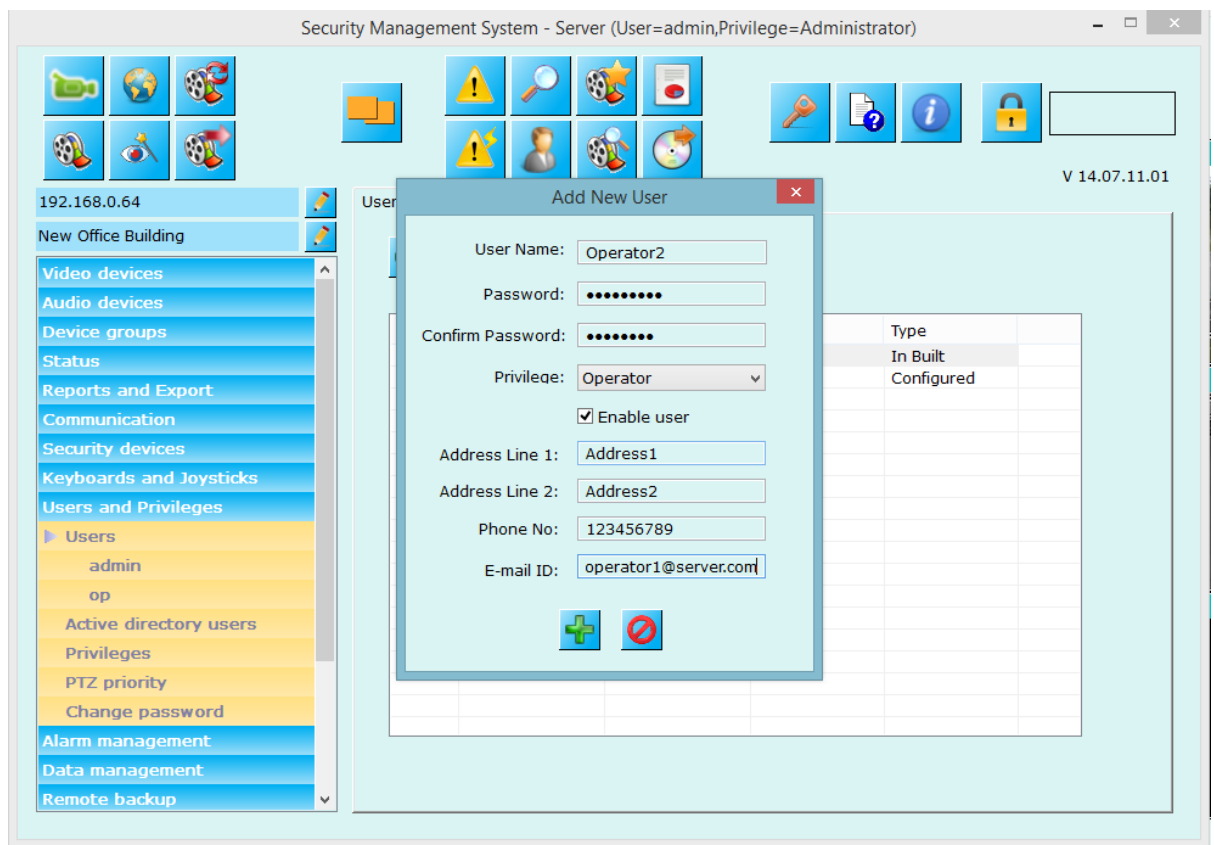 Security Management System - Server (User=admin,Privilege=Administrator)
V 14.07.11.01
192.168.0.64
New Office Building
Video devices
Audio devices
Device groups
Status
Reports and Export
Communication
Security devices
Keyboards and Joysticks
Users and Privileges
Users
admin
op
Active directory users
Privileges
PTZ priority
Change password
Alarm management
Data management
Remote backup
User
Type
In Built
Configured
Add New User
User Name: Operator2
Password: •••••••••
Confirm Password: ••••••••
Privilege: Operator
Enable user
Address Line 1: Address1
Address Line 2: Address2
Phone No: 123456789
E-mail ID: operator1@server.com